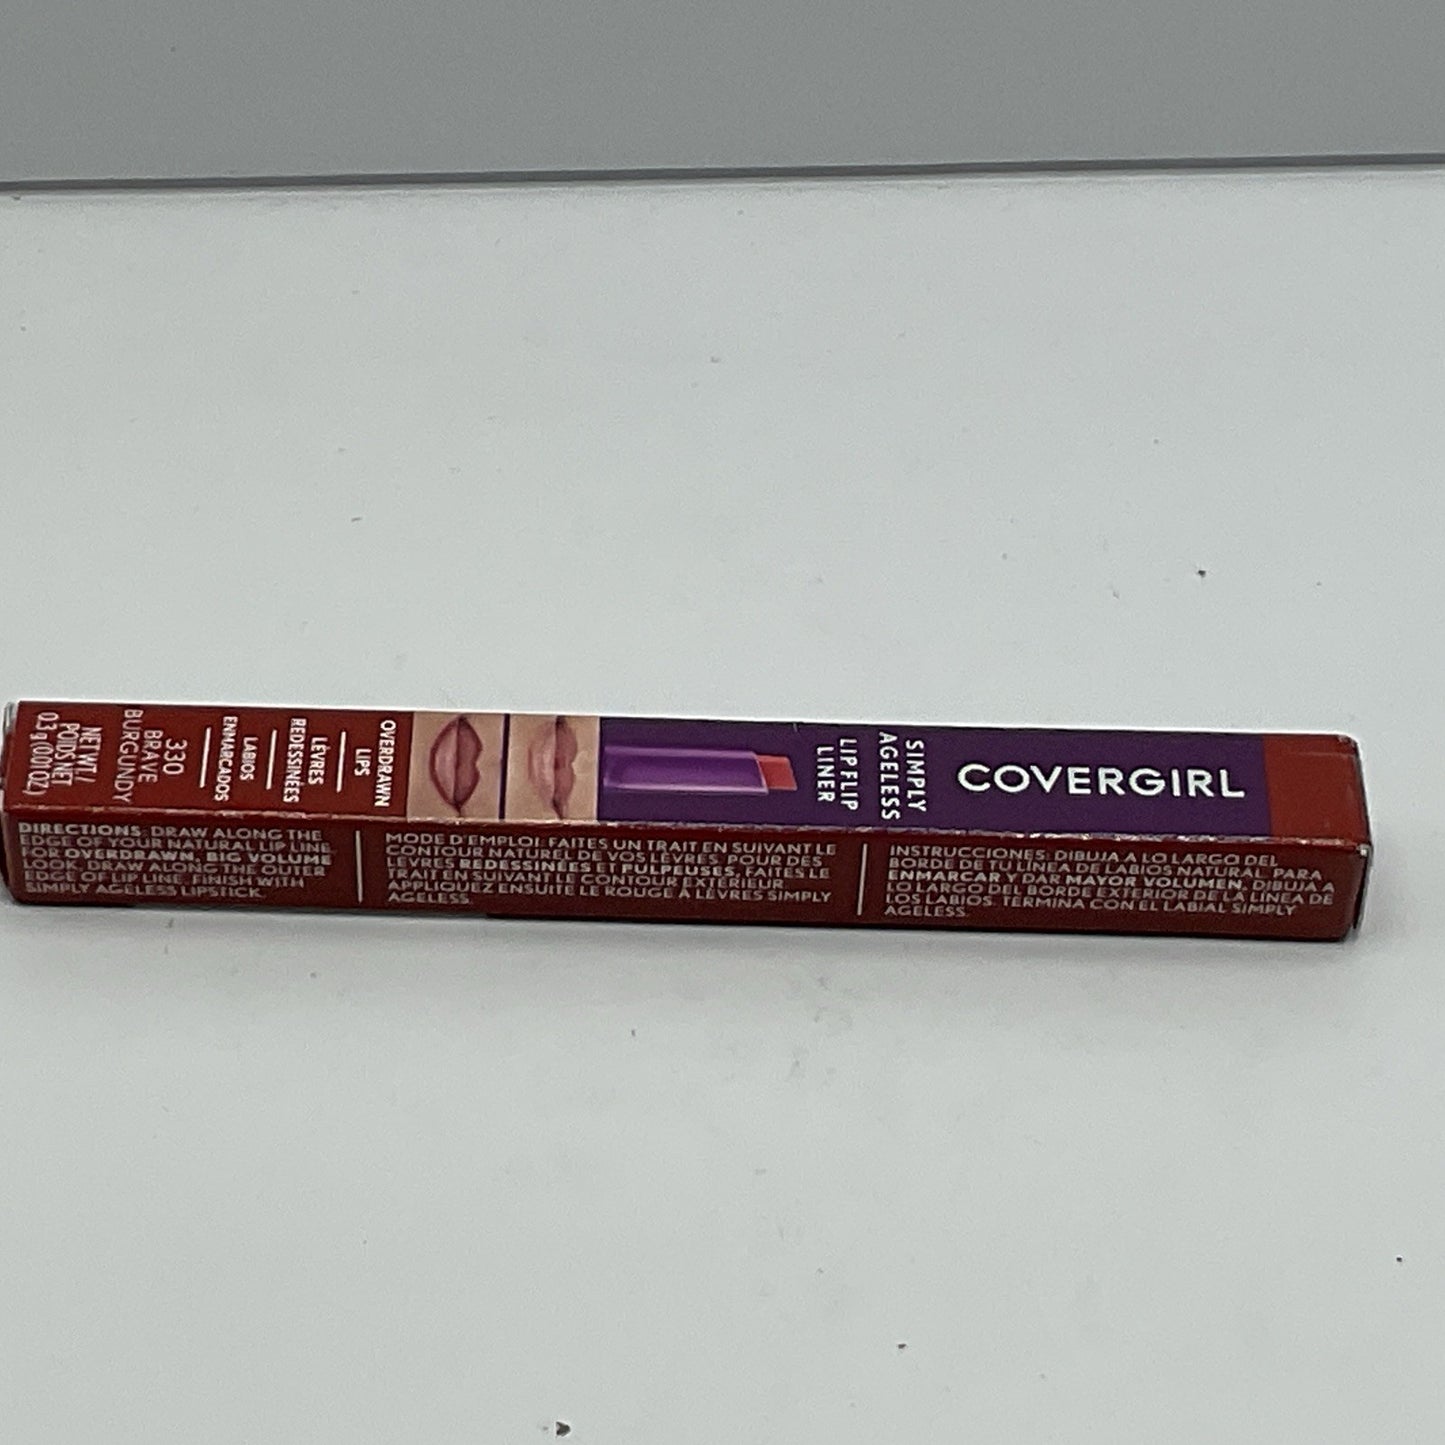 COVERGIRL
SIMPLY
AGELESS
LIP FLIP
LINER
OVERDRAWN
LIPS
LÈVRES
REDESSINÉES
LABIOS
ENMARCADOS
330
BRAVE
BURGUNDY
NET WT./
POIDS NET
0.3 g (0.01 OZ.)
DIRECTIONS: DRAW ALONG THE
EDGE OF YOUR NATURAL LIP LINE
OR OVERDRAWN, BIG VOLUME
LOOK, DRAW ALONG THE OUTER
EDGE OF LIP LINE. FINISH WITH
SIMPLY AGELESS LIPSTICK.
MODE D'EMPLOI: FAITES UN TRAIT EN SUIVANT LE
CONTOUR NATUREL DE VOS LÈVRES. POUR DES
LÈVRES REDESSINÉES ET PULPEUSES, FAITES LE
TRAIT EN SUIVANT LE CONTOUR EXTÉRIEUR.
APPLIQUEZ ENSUITE LE ROUGE À LÈVRES SIMPLY
AGELESS.
INSTRUCCIONES: DIBUJA A LO LARGO DEL
BORDE DE TU LÍNEA DE LABIOS NATURAL. PARA
ENMARCAR Y DAR MAYOR VOLUMEN, DIBUJA A
LO LARGO DEL BORDE EXTERIOR DE LA LÍNEA DE
LOS LABIOS. TERMINA CON EL LABIAL SIMPLY
AGELESS.